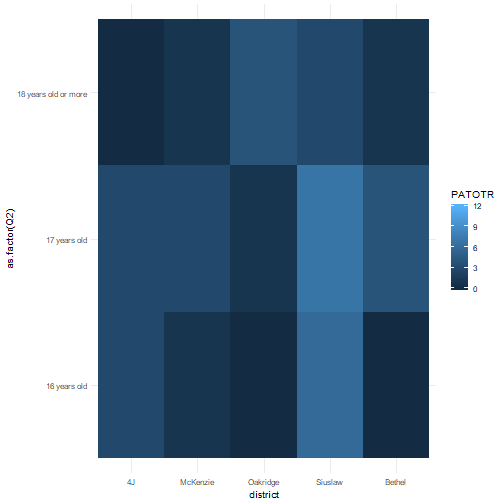 18 years old or more
17 years old
16 years old
as.factor(Q2)
4J
McKenzie
Oakridge
Siuslaw
Bethel
district
PATOTR
12
9
6
3
0